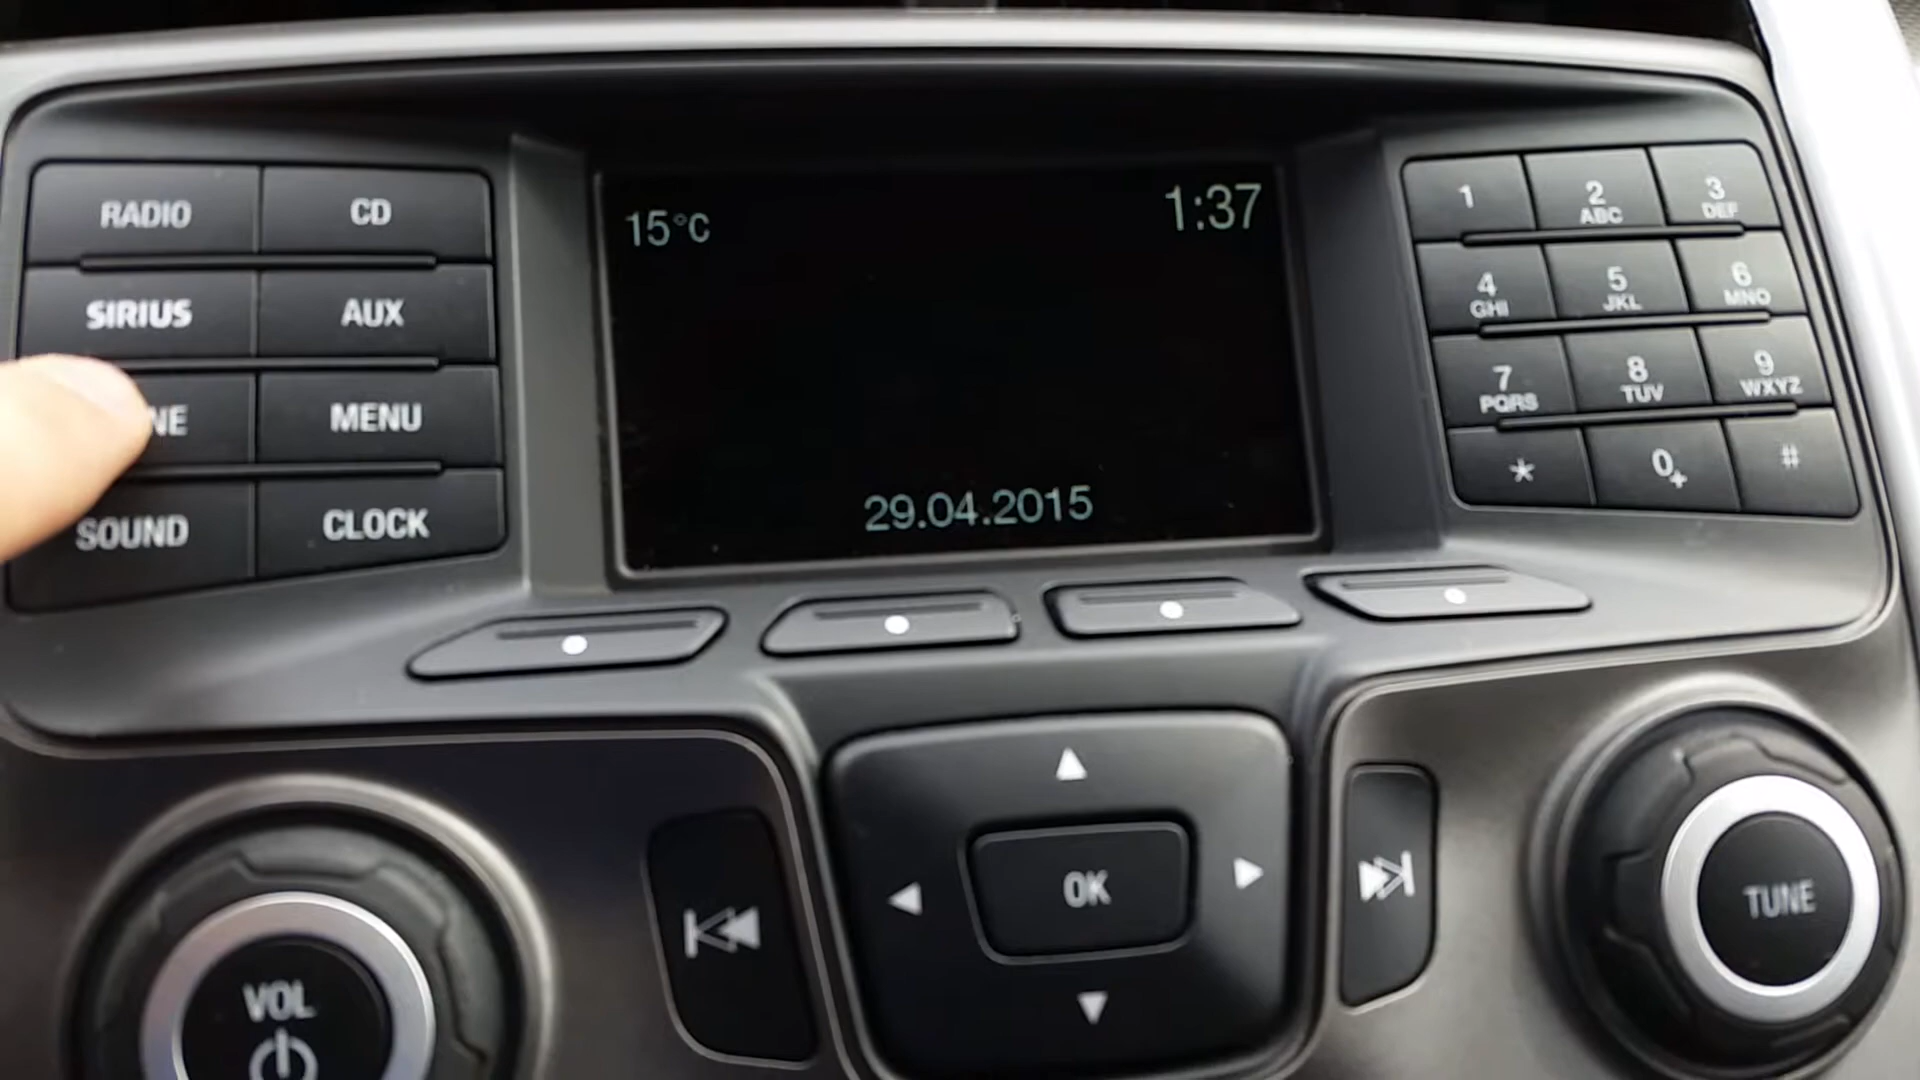 RADIO
CD
SIRIUS
AUX
NE
MENU
SOUND
CLOCK
15°C
1:37
29.04.2015
1
2
ABC
3
DEF
4
GHI
5
JKL
6
MNO
7
PQRS
8
TUV
9
WXYZ
*
0+
#
OK
VOL
TUNE